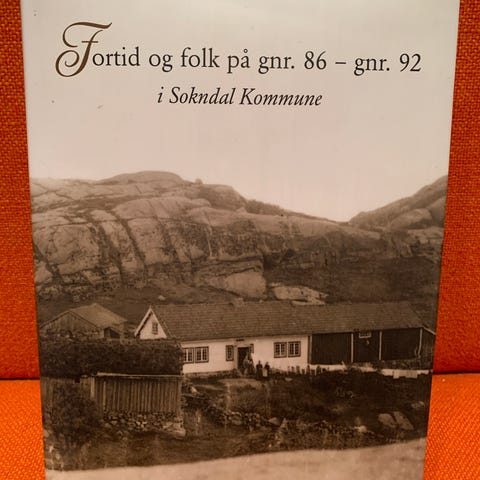 Fortid og folk på gnr. 86 – gnr. 92
i Sokndal Kommune